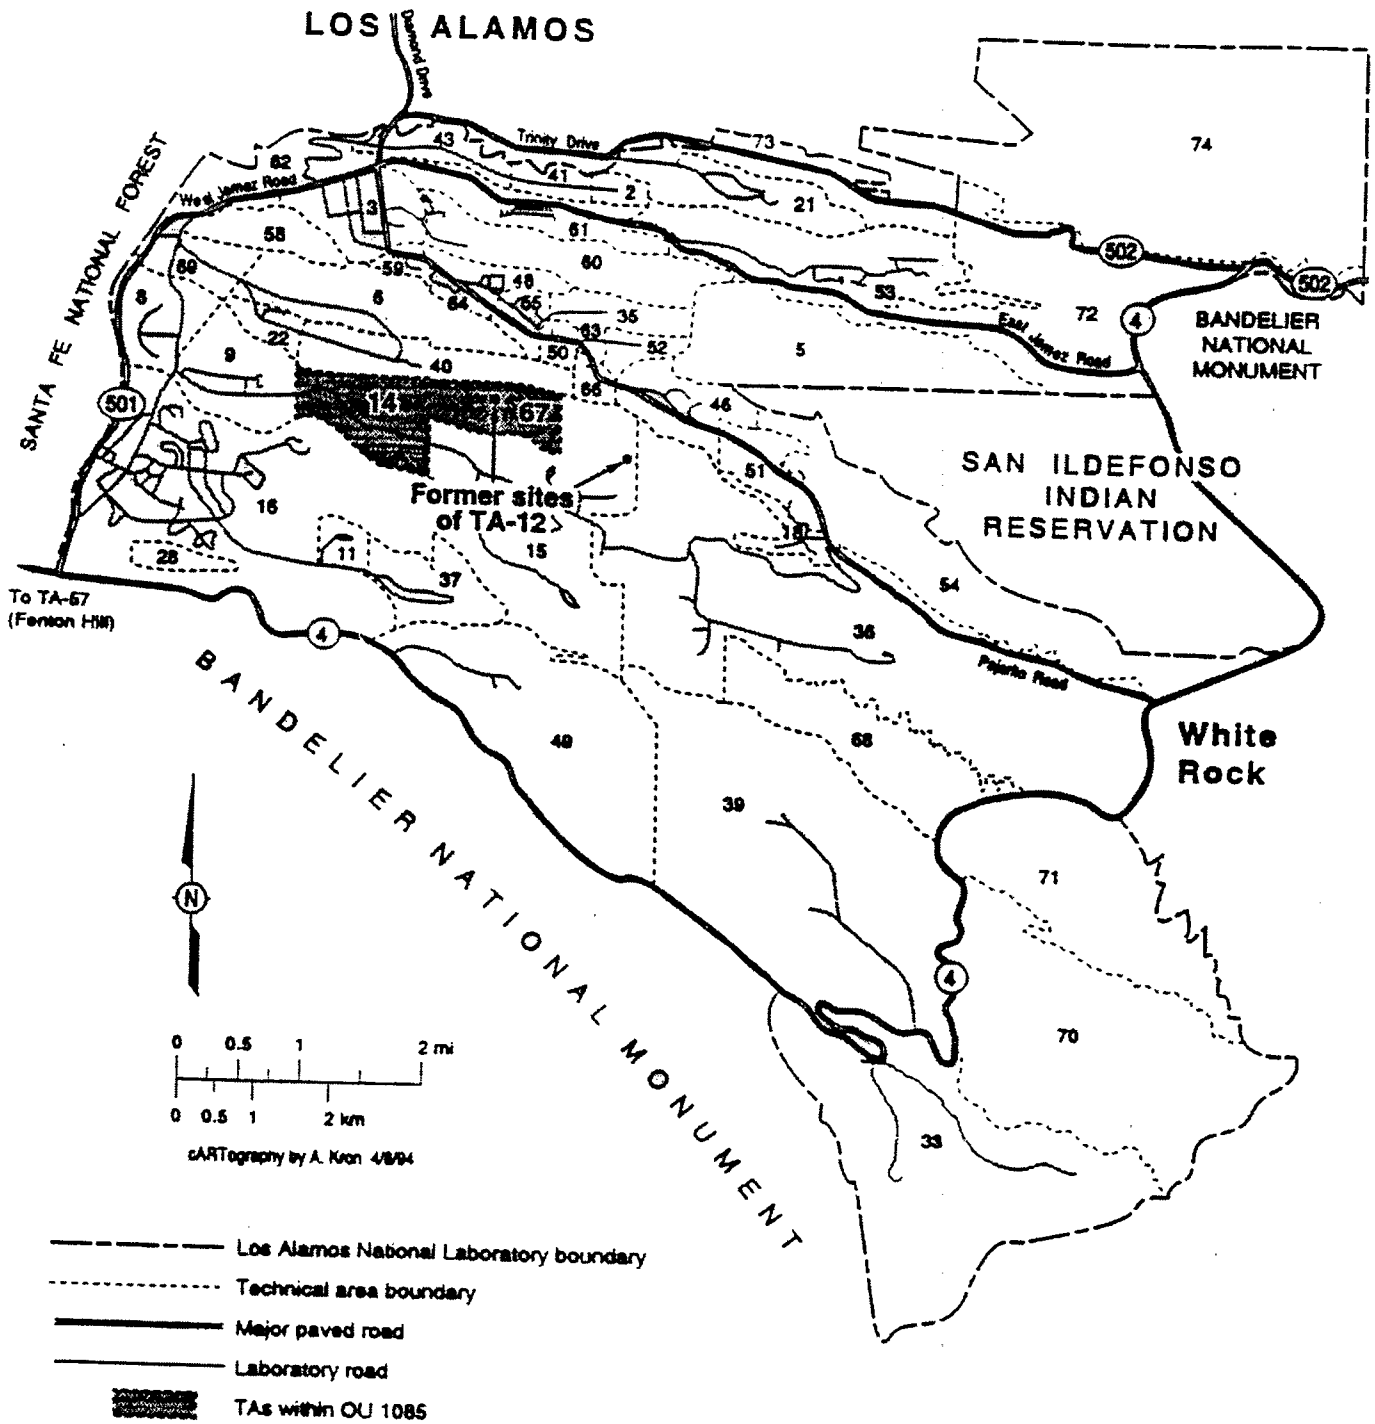 LOS ALAMOS
Diamond Drive
Trinity Drive
43
73
74
62
41
West Jemez Road
2
21
3
SANTA FE NATIONAL FOREST
58
61
502
69
59
60
502
8
6
48
53
64
55
35
72
4
BANDELIER
NATIONAL
MONUMENT
63
East Jemez Road
22
52
9
50
5
40
66
501
14
67
46
SAN ILDEFONSO
INDIAN
RESERVATION
51
Former sites
of TA-12
16
18
28
11
15
37
54
To TA-57
(Fenton Hill)
4
36
Pajarito Road
BANDELIER NATIONAL MONUMENT
49
68
White
Rock
39
71
N
4
70
0 0.5 1 2 mi
0 0.5 1 2 km
33
cARTography by A. Kron 4/8/94
Los Alamos National Laboratory boundary
Technical area boundary
Major paved road
Laboratory road
TAs within OU 1085